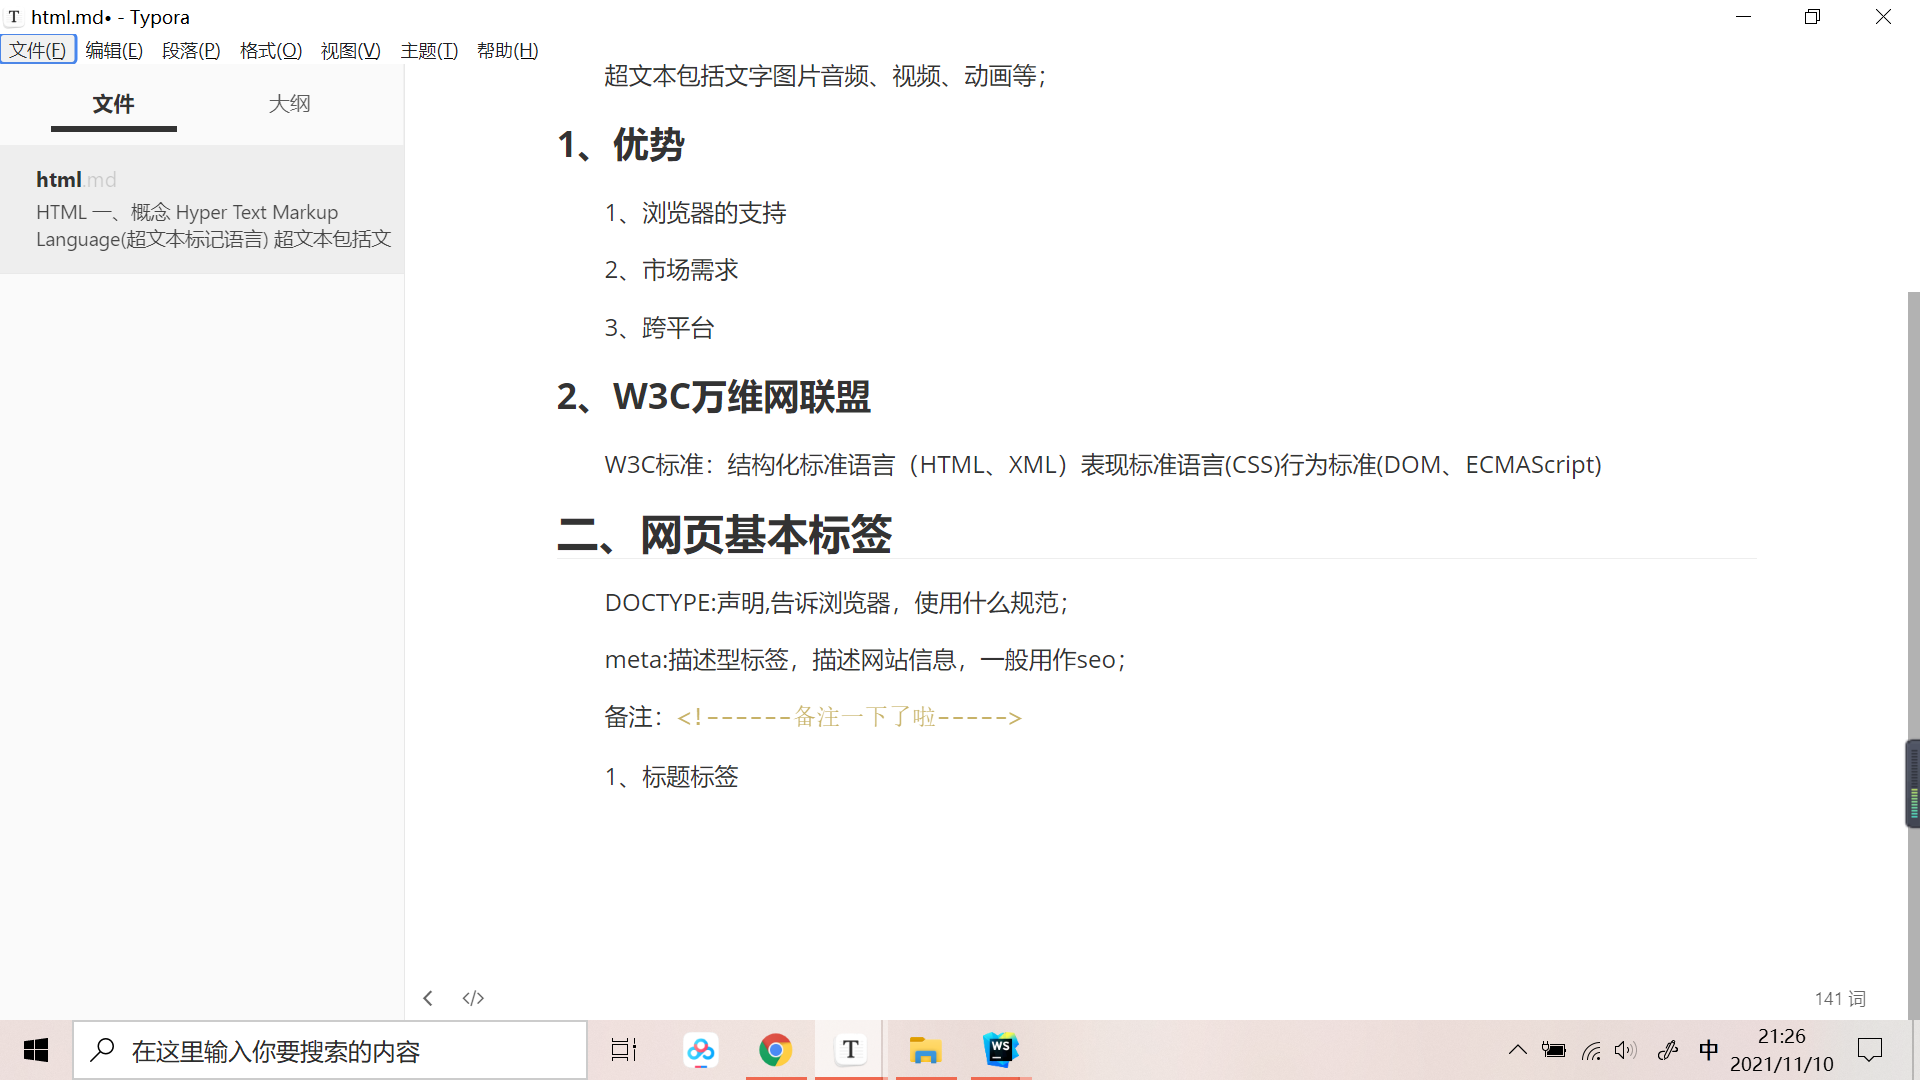 html.md• - Typora
文件(F) 编辑(E) 段落(P) 格式(O) 视图(V) 主题(T) 帮助(H)
文件 大纲
html.md
HTML 一、概念 Hyper Text Markup
Language(超文本标记语言) 超文本包括文
超文本包括文字图片音频、视频、动画等；
1、优势
1、浏览器的支持
2、市场需求
3、跨平台
2、W3C万维网联盟
W3C标准：结构化标准语言（HTML、XML）表现标准语言(CSS)行为标准(DOM、ECMAScript)
二、网页基本标签
DOCTYPE:声明,告诉浏览器，使用什么规范；
meta:描述型标签，描述网站信息，一般用作seo；
备注：<!------备注一下了啦----->
1、标题标签
141 词
在这里输入你要搜索的内容
T
WS
中
21:26
2021/11/10